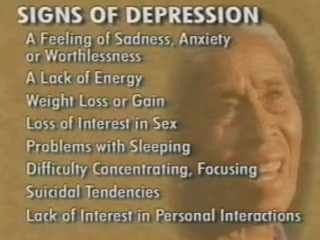 SIGNS OF DEPRESSION
A Feeling of Sadness, Anxiety
or Worthlessness
A Lack of Energy
Weight Loss or Gain
Loss of Interest in Sex
Problems with Sleeping
Difficulty Concentrating, Focusing
Suicidal Tendencies
Lack of Interest in Personal Interactions